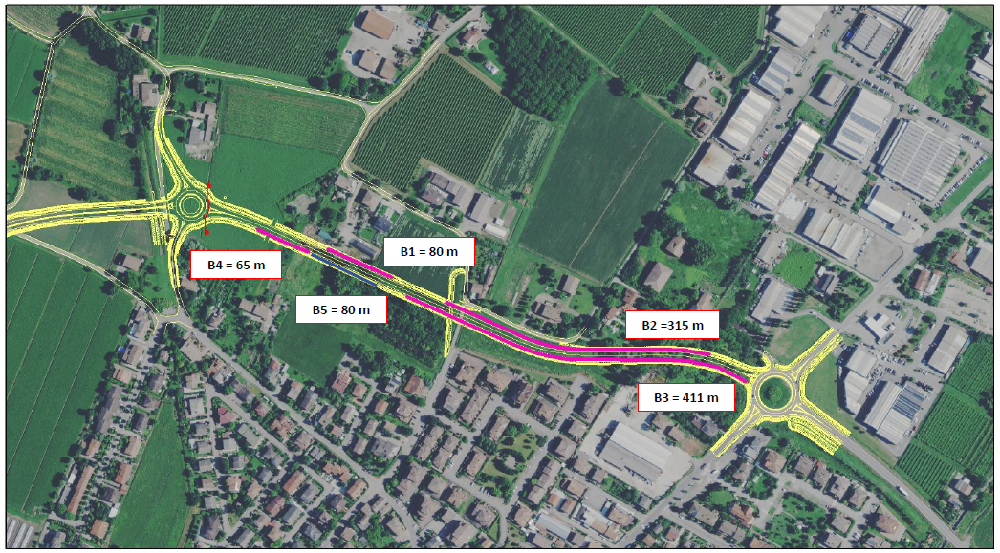 B1 = 80 m
B4 = 65 m
B5 = 80 m
B2 =315 m
B3 = 411 m